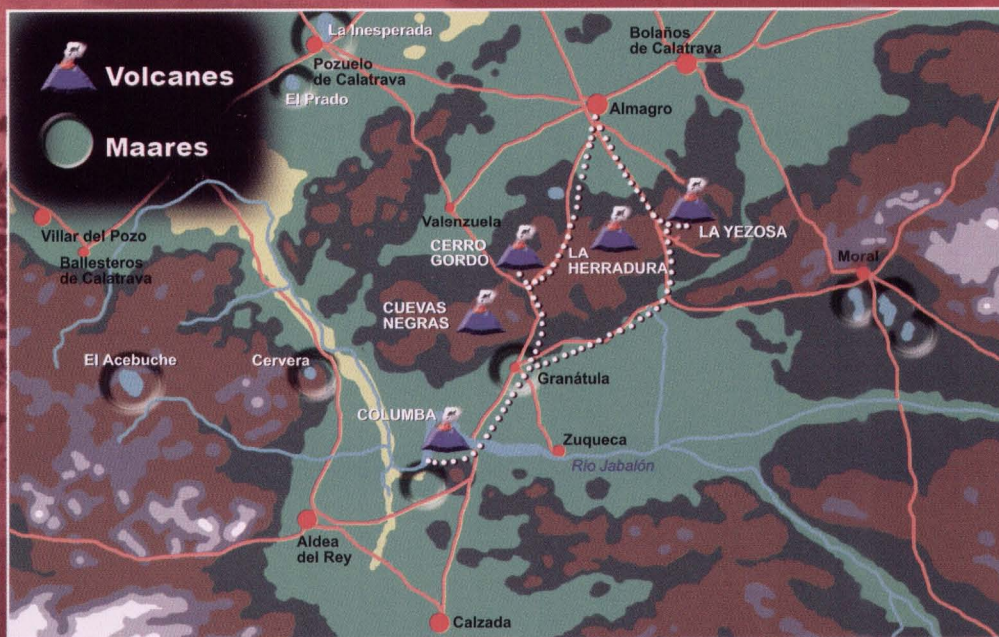 Volcanes
Maares
La Inesperada
Pozuelo
de Calatrava
El Prado
Bolaños
de Calatrava
Almagro
Villar del Pozo
Ballesteros
de Calatrava
Valenzuela
CERRO
GORDO
LA
HERRADURA
LA YEZOSA
Moral
CUEVAS
NEGRAS
El Acebuche
Cervera
Granátula
COLUMBA
Zuqueca
Río Jabalón
Aldea
del Rey
Calzada